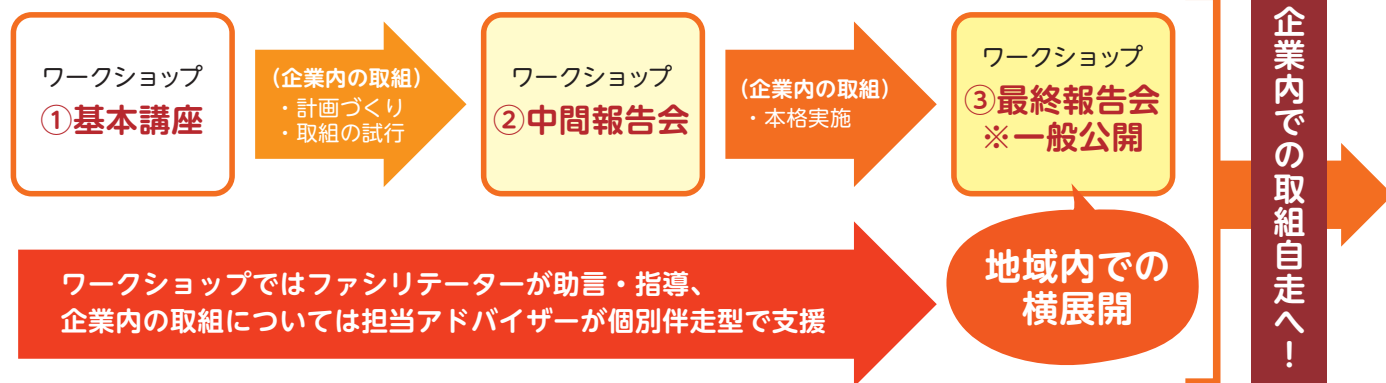 ワークショップ
①基本講座
(企業内の取組)
・計画づくり
・取組の試行
ワークショップ
②中間報告会
(企業内の取組)
・本格実施
ワークショップ
③最終報告会
※一般公開
地域内での
横展開
ワークショップではファシリテーターが助言・指導、
企業内の取組については担当アドバイザーが個別伴走型で支援
企業内での取組自走へ！